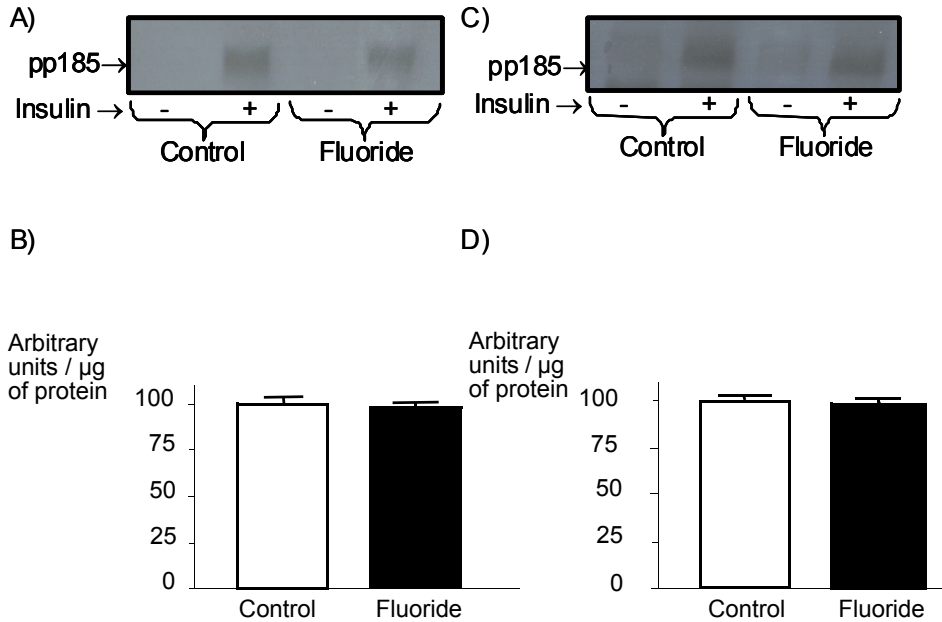 A)
pp185→
Insulin → - + - +
Control Fluoride
C)
pp185→
Insulin → - + - +
Control Fluoride
B)
Arbitrary
units / µg
of protein
100
75
50
25
0
Control Fluoride
D)
Arbitrary
units / µg
of protein
100
75
50
25
0
Control Fluoride